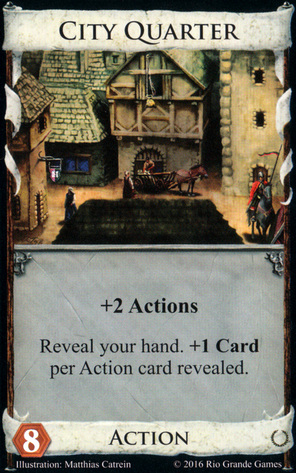 CITY QUARTER
+2 Actions
Reveal your hand. +1 Card
per Action card revealed.
8
ACTION
Illustration: Matthias Catrein © 2016 Rio Grande Games